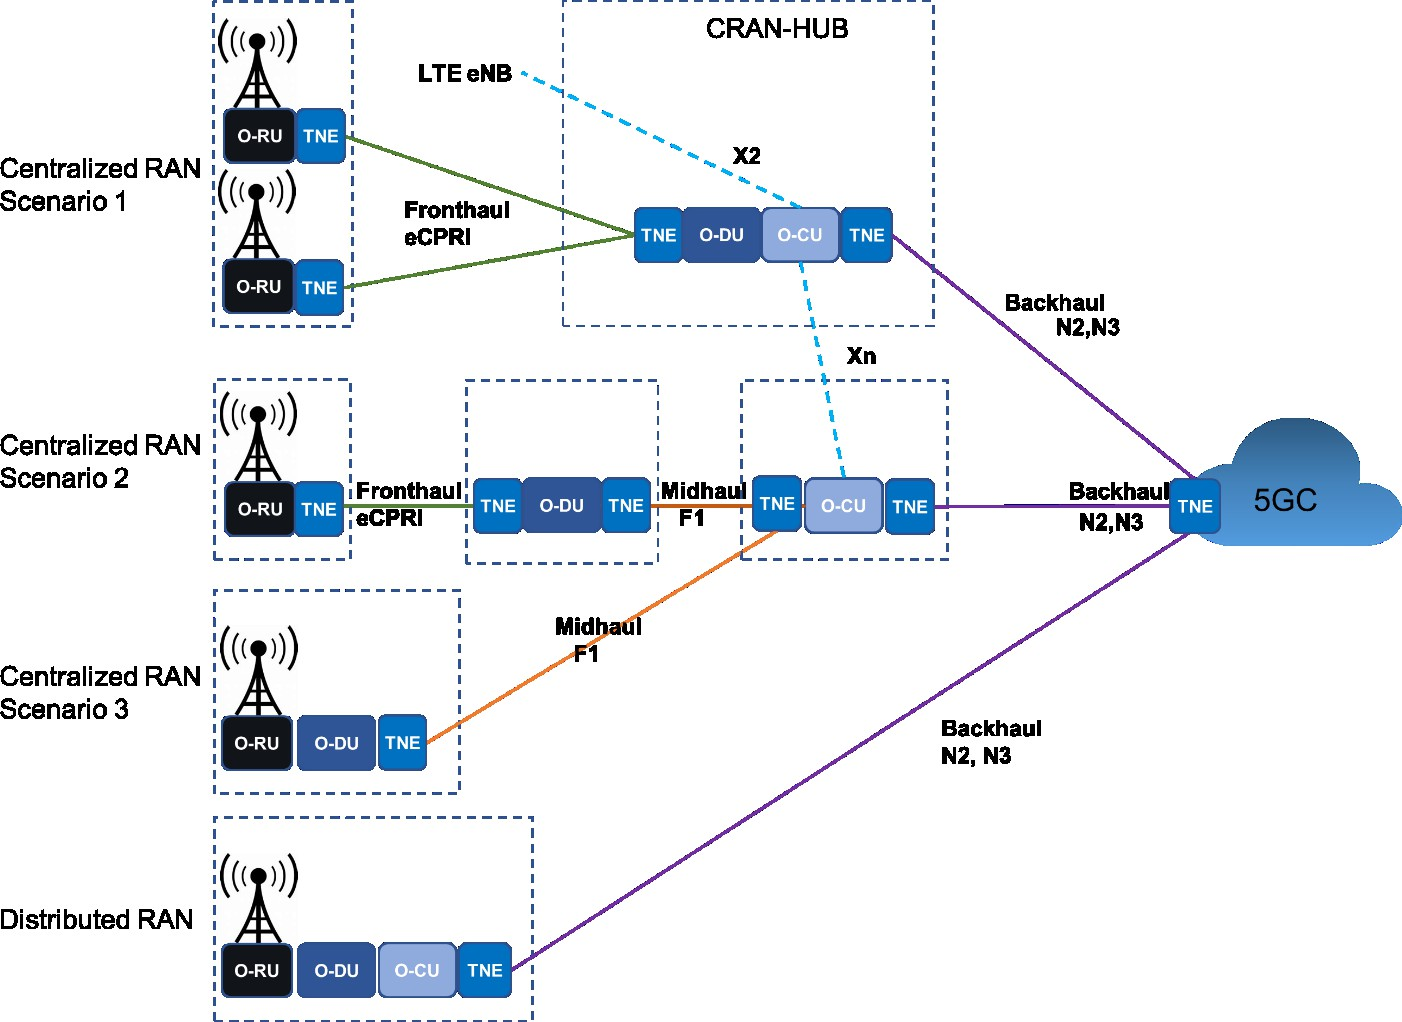 CRAN-HUB
LTE eNB
X2
O-RU TNE
Centralized RAN
Scenario 1
Fronthaul
eCPRI
TNE O-DU O-CU TNE
O-RU TNE
Backhaul
N2,N3
Xn
Centralized RAN
Scenario 2
O-RU TNE
Fronthaul
eCPRI
TNE O-DU TNE
Midhaul
F1
TNE O-CU TNE
Backhaul
N2,N3
TNE
5GC
Midhaul
F1
Centralized RAN
Scenario 3
O-RU O-DU TNE
Backhaul
N2, N3
Distributed RAN
O-RU O-DU O-CU TNE